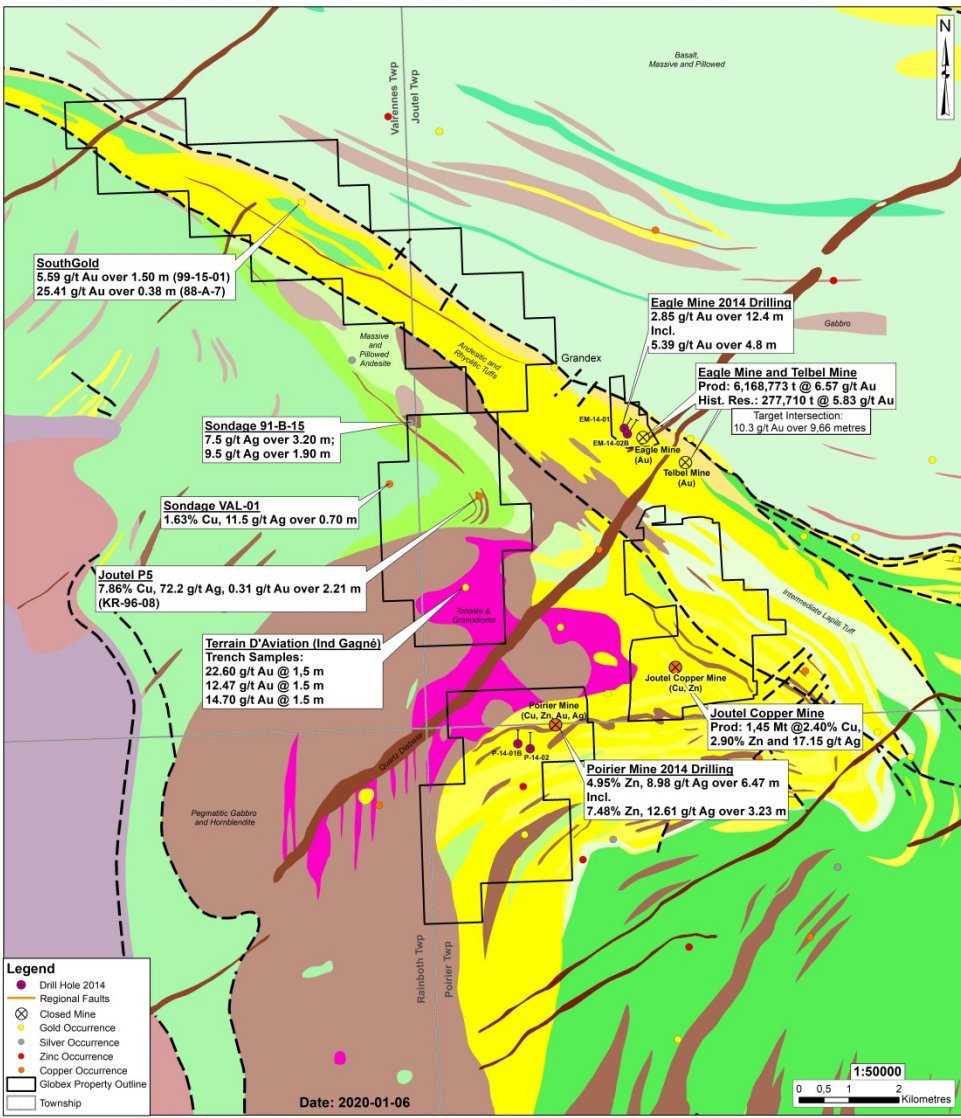 N
Basalt,
Massive and Pillowed
Valrennes Twp
Joutel Twp
SouthGold
5.59 g/t Au over 1.50 m (99-15-01)
25.41 g/t Au over 0.38 m (88-A-7)
Eagle Mine 2014 Drilling
2.85 g/t Au over 12.4 m
Incl.
5.39 g/t Au over 4.8 m
Gabbro
Massive
and
Pillowed
Andesite
Andesitic and
Rhyolitic Tuffs
Grandex
Eagle Mine and Telbel Mine
Prod: 6,168,773 t @ 6.57 g/t Au
Hist. Res.: 277,710 t @ 5.83 g/t Au
Target Intersection:
10.3 g/t Au over 9,66 metres
EM-14-01
EM-14-02B
Eagle Mine
(Au)
Telbel Mine
(Au)
Sondage 91-B-15
7.5 g/t Ag over 3.20 m;
9.5 g/t Ag over 1.90 m
Sondage VAL-01
1.63% Cu, 11.5 g/t Ag over 0.70 m
Joutel P5
7.86% Cu, 72.2 g/t Ag, 0.31 g/t Au over 2.21 m
(KR-96-08)
Tonalite &
Granodiorite
Intermediate Lapilli Tuff
Terrain D'Aviation (Ind Gagné)
Trench Samples:
22.60 g/t Au @ 1,5 m
12.47 g/t Au @ 1.5 m
14.70 g/t Au @ 1.5 m
Joutel Copper Mine
(Cu, Zn)
Joutel Copper Mine
Prod: 1,45 Mt @2.40% Cu,
2.90% Zn and 17.15 g/t Ag
Poirier Mine
(Cu, Zn, Au, Ag)
P-14-01B
P-14-02
Quartz Diabase
Poirier Mine 2014 Drilling
4.95% Zn, 8.98 g/t Ag over 6.47 m
Incl.
7.48% Zn, 12.61 g/t Ag over 3.23 m
Pegmatitic Gabbro
and Hornblendite
Rainboth Twp
Poirier Twp
Legend
Drill Hole 2014
Regional Faults
Closed Mine
Gold Occurrence
Silver Occurrence
Zinc Occurrence
Copper Occurrence
Globex Property Outline
Township
Date: 2020-01-06
1:50000
0 0,5 1 2
Kilometres